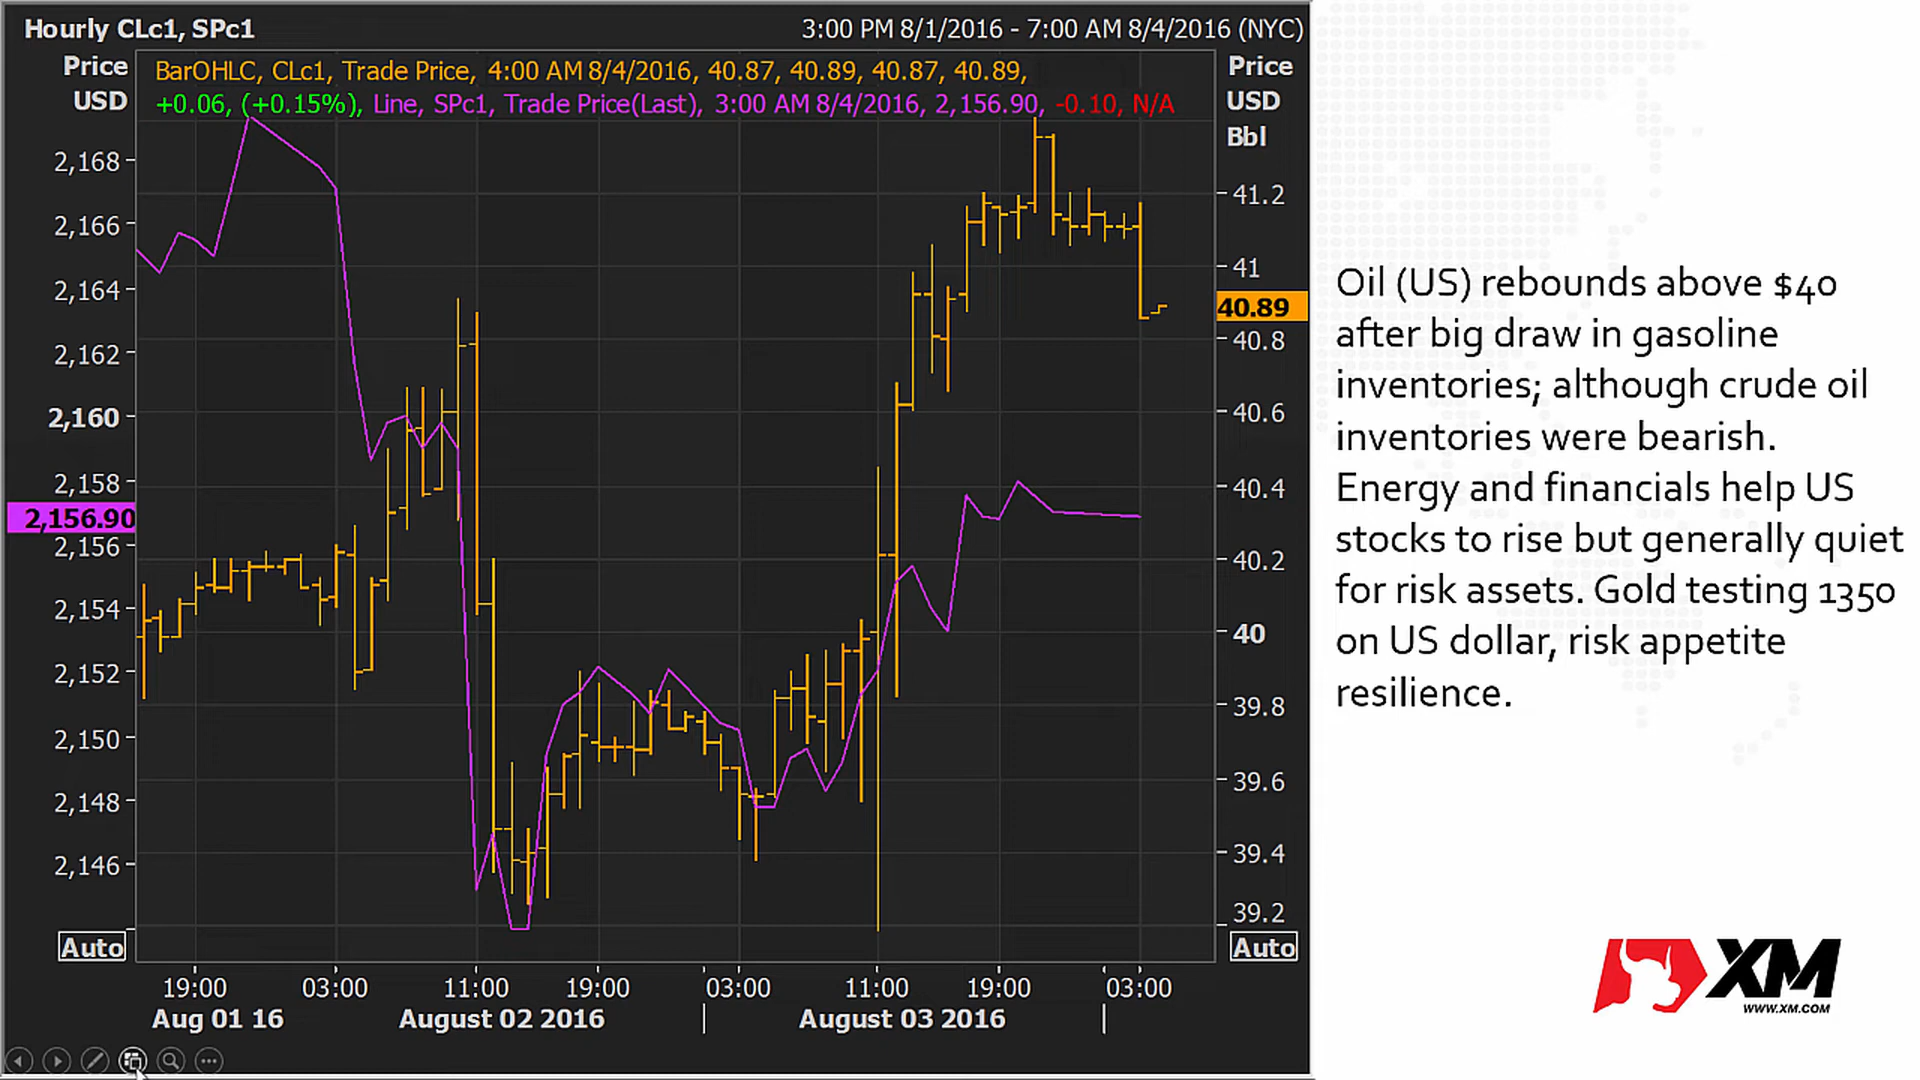 Hourly CLc1, SPc1
3:00 PM 8/1/2016 - 7:00 AM 8/4/2016 (NYC)
Price
USD
BarOHLC, CLc1, Trade Price, 4:00 AM 8/4/2016, 40.87, 40.89, 40.87, 40.89,
+0.06, (+0.15%), Line, SPc1, Trade Price(Last), 3:00 AM 8/4/2016, 2,156.90, -0.10, N/A
Price
USD
Bbl
2,168
2,166
2,164
2,162
2,160
2,158
2,156.90
2,156
2,154
2,152
2,150
2,148
2,146
Auto
41.2
41
40.89
40.8
40.6
40.4
40.2
40
39.8
39.6
39.4
39.2
Auto
19:00
03:00
11:00
19:00
03:00
11:00
19:00
03:00
Aug 01 16
August 02 2016
August 03 2016
Oil (US) rebounds above $40
after big draw in gasoline
inventories; although crude oil
inventories were bearish.
Energy and financials help US
stocks to rise but generally quiet
for risk assets. Gold testing 1350
on US dollar, risk appetite
resilience.
XM
WWW.XM.COM